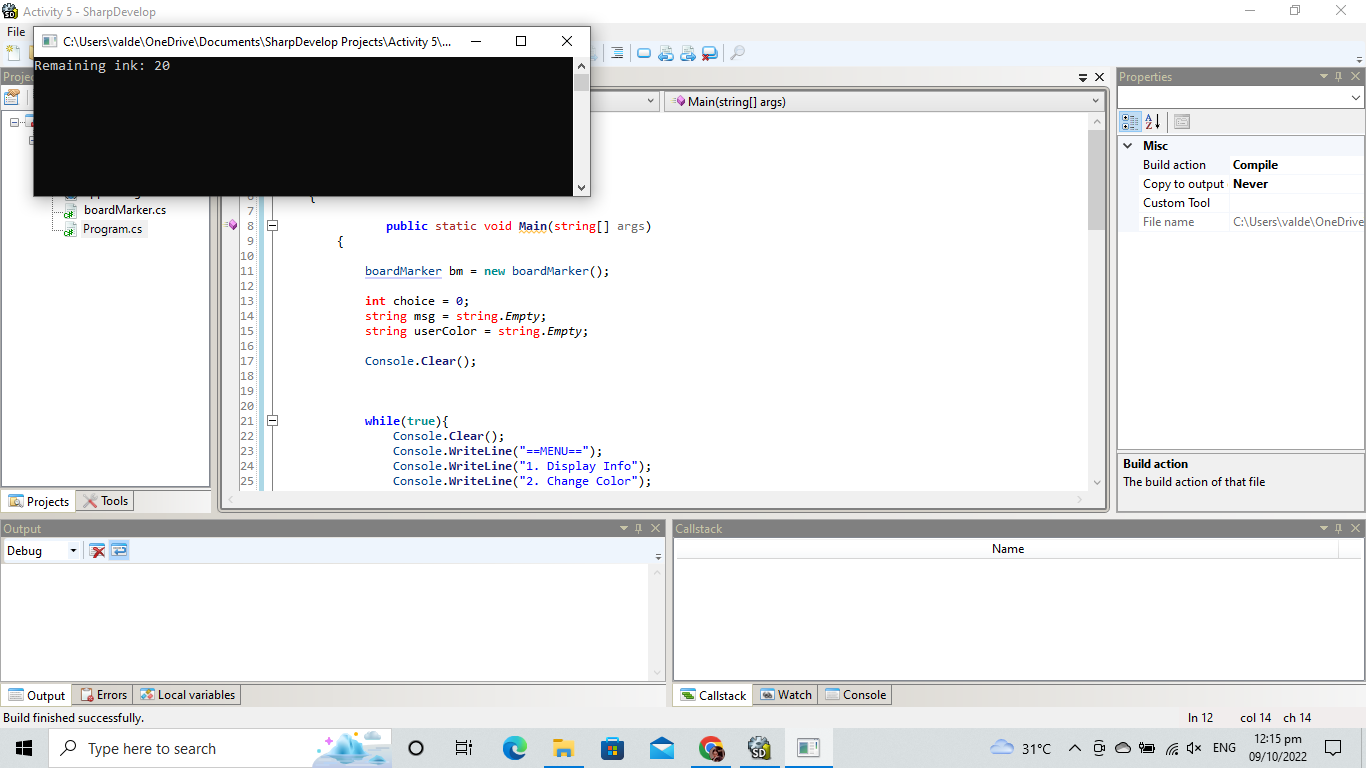 Activity 5 - SharpDevelop
File
C:\Users\valde\OneDrive\Documents\SharpDevelop Projects\Activity 5\...
Remaining ink: 20
Main(string[] args)
boardMarker.cs
Program.cs
{
7
8 public static void Main(string[] args)
9 {
10
11 boardMarker bm = new boardMarker();
12
13 int choice = 0;
14 string msg = string.Empty;
15 string userColor = string.Empty;
16
17 Console.Clear();
18
19
20
21 while(true){
22 Console.Clear();
23 Console.WriteLine("==MENU==");
24 Console.WriteLine("1. Display Info");
25 Console.WriteLine("2. Change Color");
Projects
Tools
Properties
Misc
Build action Compile
Copy to output Never
Custom Tool
File name C:\Users\valde\OneDrive
Build action
The build action of that file
Output
Debug
Callstack
Name
Output Errors Local variables
Callstack Watch Console
Build finished successfully.
ln 12 col 14 ch 14
Type here to search
31°C
ENG
12:15 pm
09/10/2022